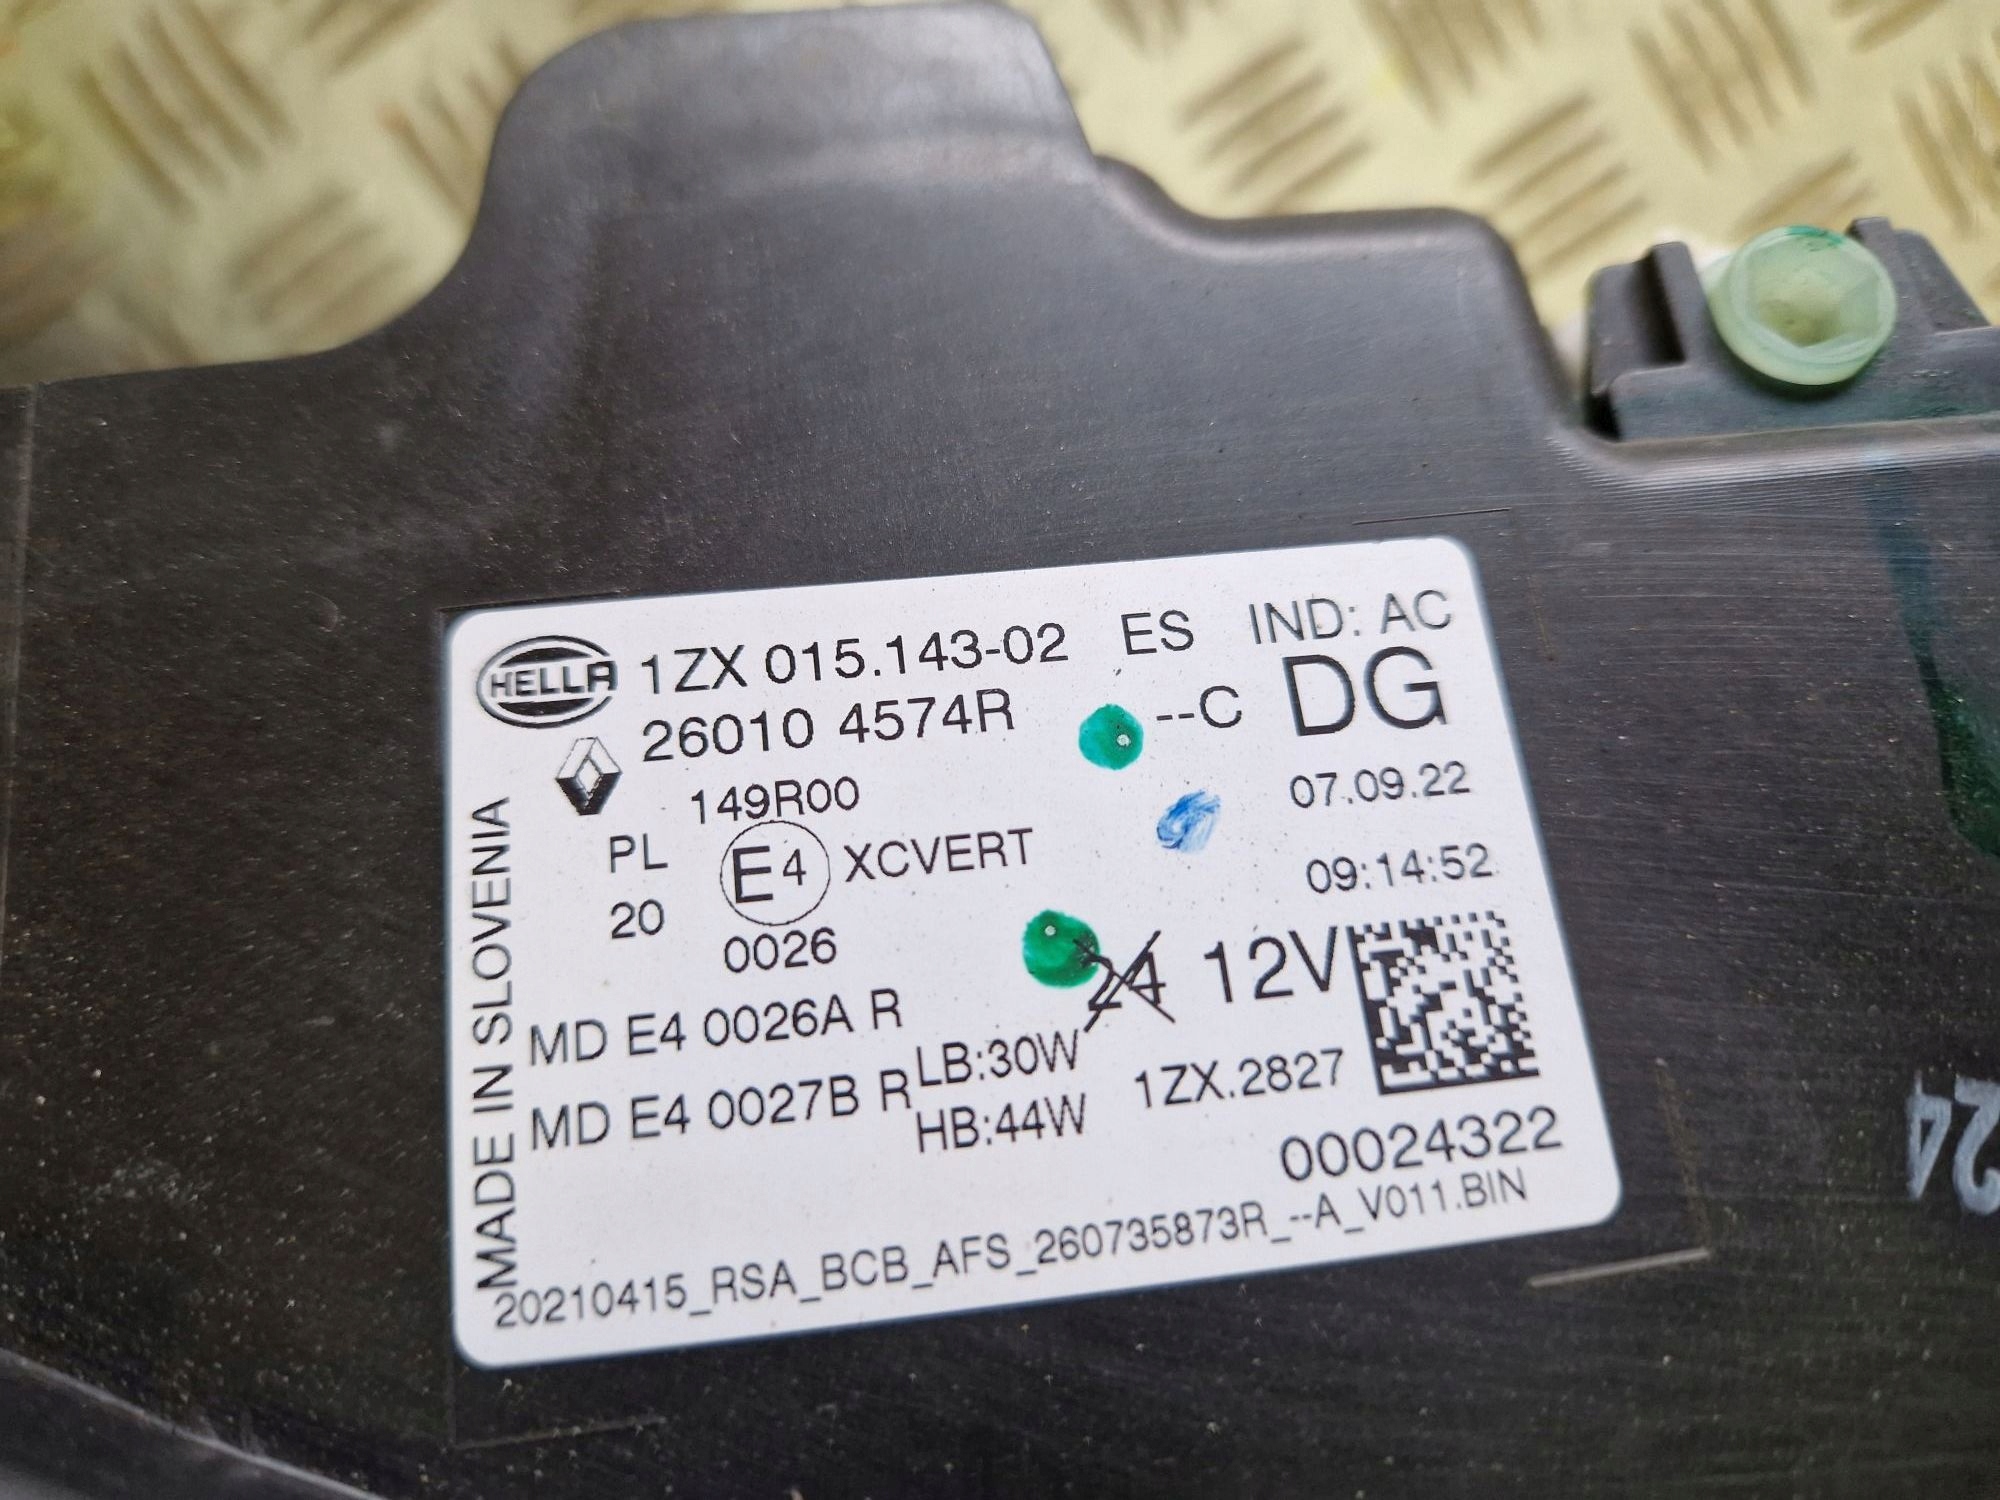 HELLA 1ZX 015.143-02 ES IND: AC
26010 4574R --C DG
149R00 07.09.22
PL E4 XCVERT
20 09:14:52
0026
24 12V
MD E4 0026A R
LB:30W
MD E4 0027B R
HB:44W 1ZX.2827
00024322
20210415_RSA_BCB_AFS_260735873R_--A_V011.BIN
MADE IN SLOVENIA
24